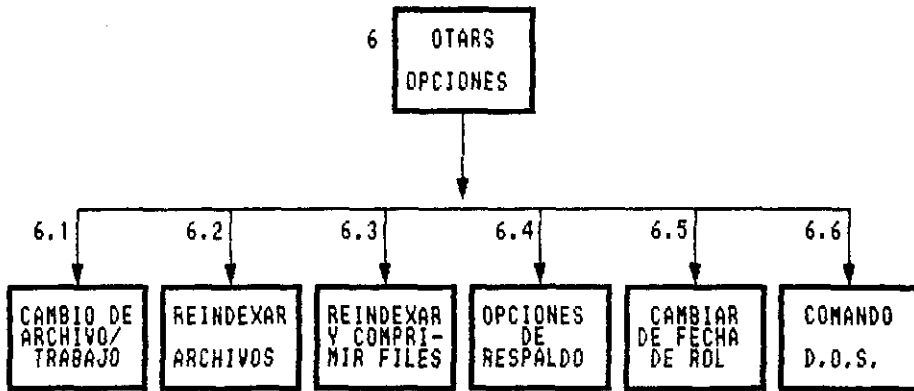 6
OTARS
OPCIONES
6.1
6.2
6.3
6.4
6.5
6.6
CAMBIO DE
ARCHIVO/
TRABAJO
REINDEXAR
ARCHIVOS
REINDEXAR
Y COMPRI-
MIR FILES
OPCIONES
DE
RESPALDO
CAMBIAR
DE FECHA
DE ROL
COMANDO
D.O.S.